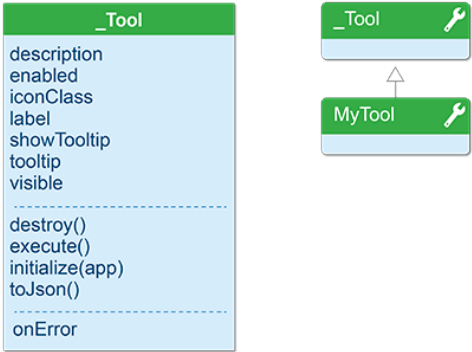 _Tool
description
enabled
iconClass
label
showTooltip
tooltip
visible
destroy()
execute()
initialize(app)
toJson()
onError
_Tool
MyTool